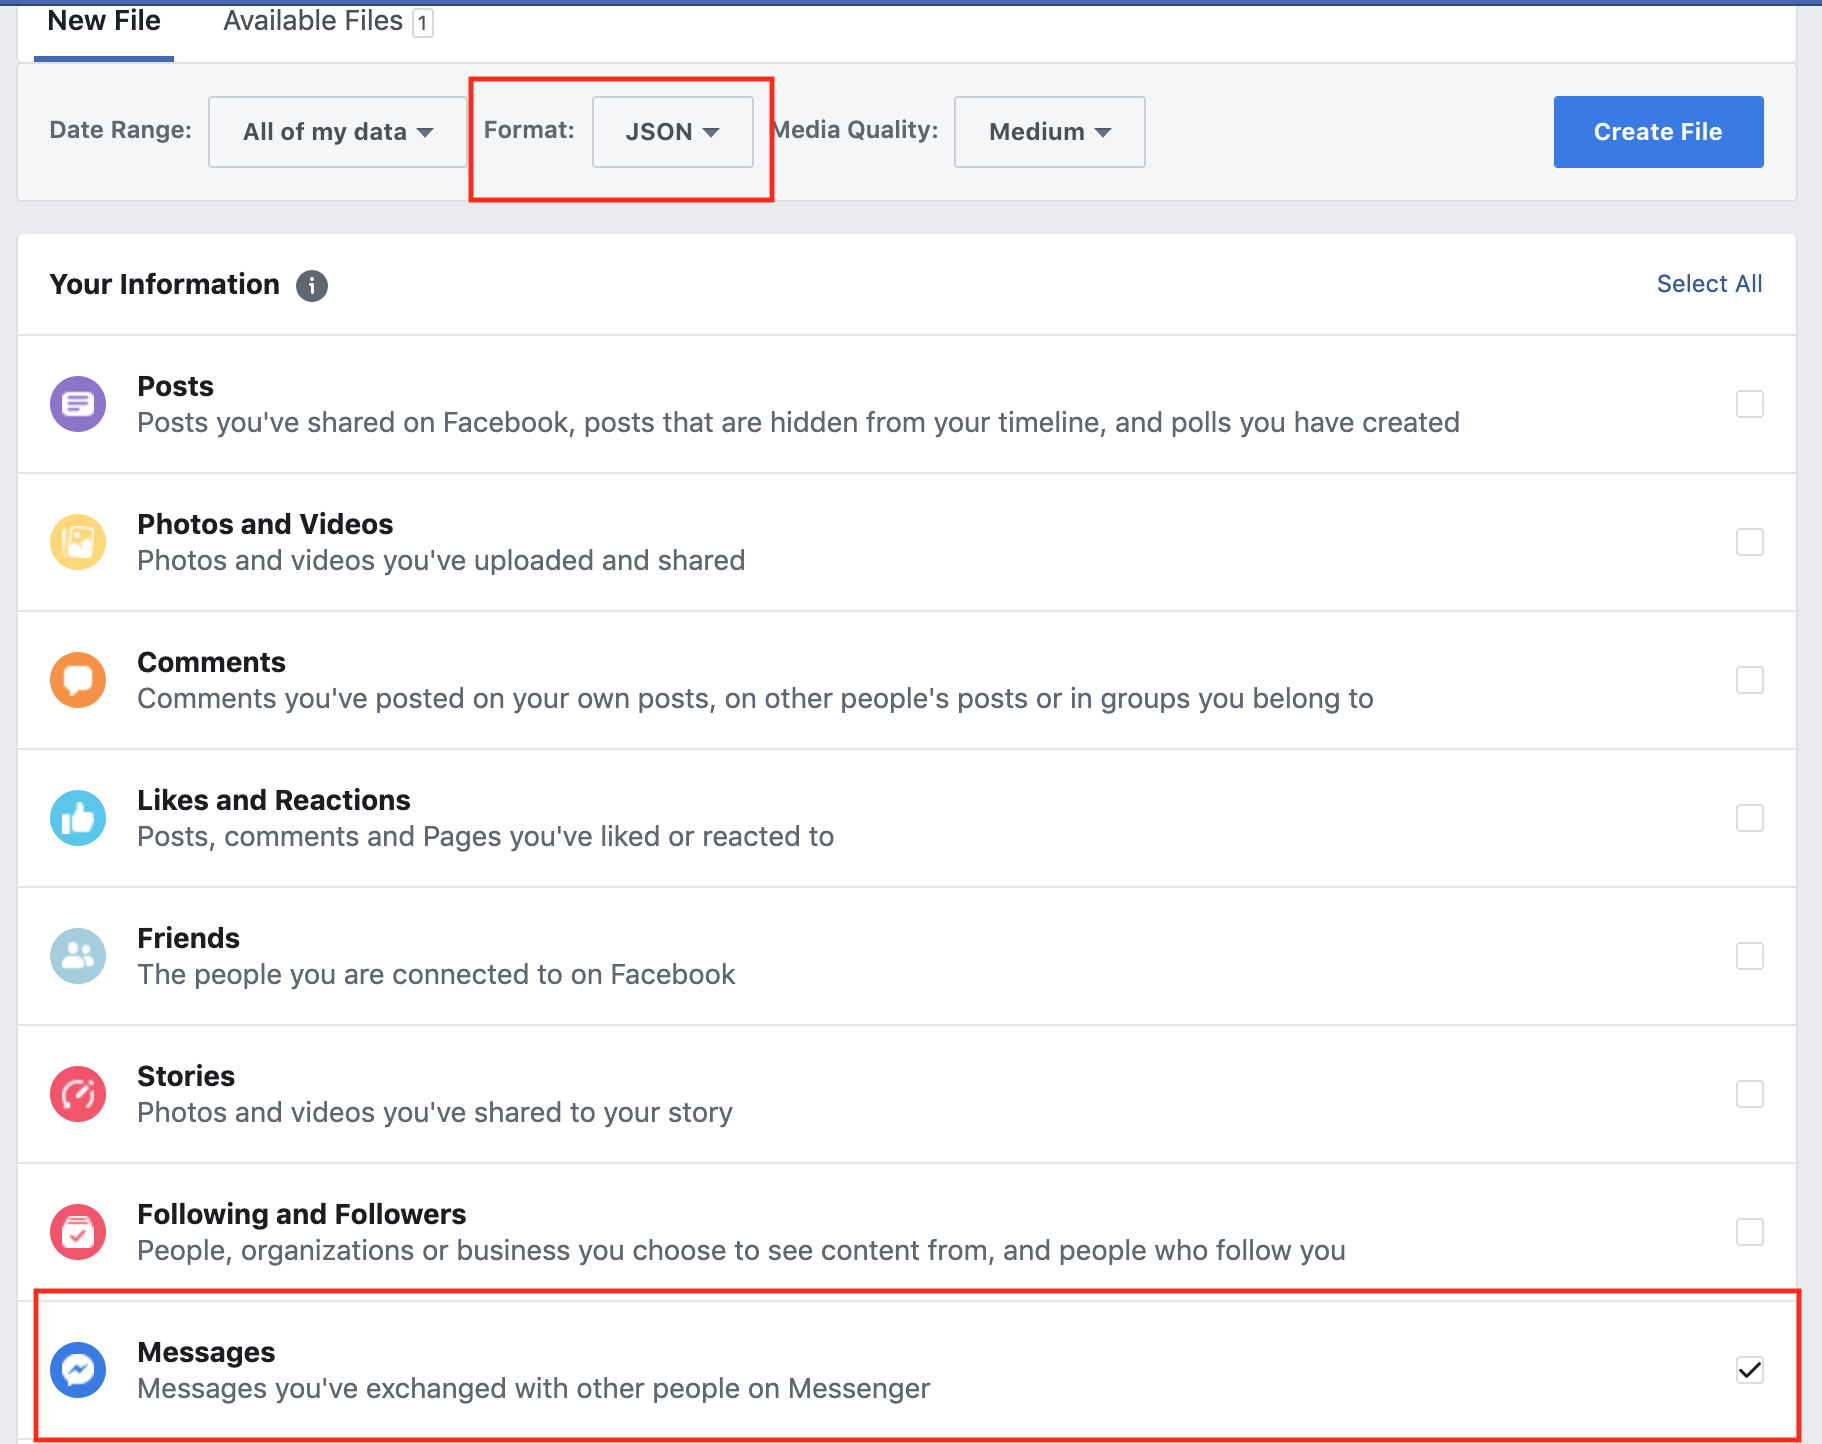 New File Available Files 1
Date Range: All of my data Format: JSON Media Quality: Medium Create File
Your Information Select All
Posts
Posts you've shared on Facebook, posts that are hidden from your timeline, and polls you have created
Photos and Videos
Photos and videos you've uploaded and shared
Comments
Comments you've posted on your own posts, on other people's posts or in groups you belong to
Likes and Reactions
Posts, comments and Pages you've liked or reacted to
Friends
The people you are connected to on Facebook
Stories
Photos and videos you've shared to your story
Following and Followers
People, organizations or business you choose to see content from, and people who follow you
Messages
Messages you've exchanged with other people on Messenger